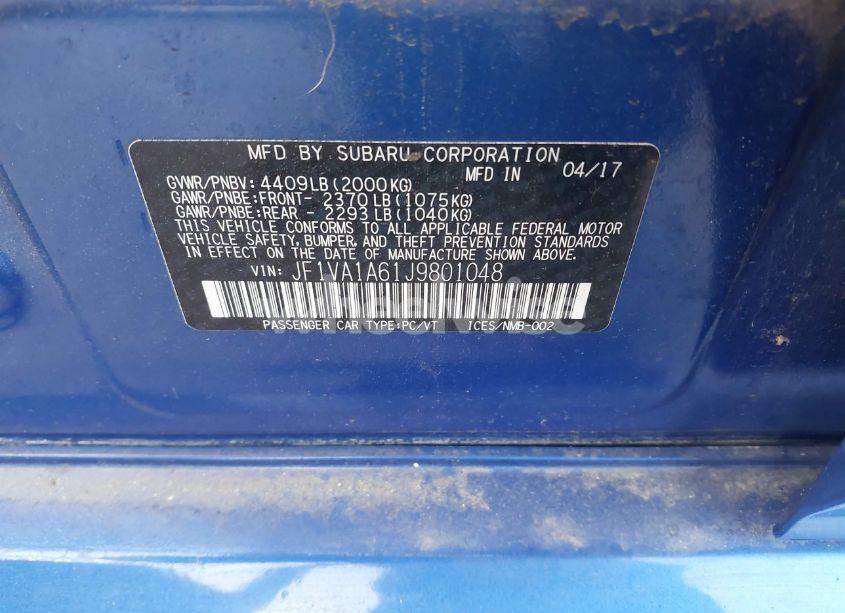 MFD BY SUBARU CORPORATION
MFD IN 04/17
GVWR/PNBV: 4409LB(2000KG)
GAWR/PNBE:FRONT- 2370LB(1075KG)
GAWR/PNBE:REAR - 2293LB(1040KG)
THIS VEHICLE CONFORMS TO ALL APPLICABLE FEDERAL MOTOR
VEHICLE SAFETY, BUMPER, AND THEFT PREVENTION STANDARDS
IN EFFECT ON THE DATE OF MANUFACTURE SHOWN ABOVE.
VIN: JF1VA1A61J9801048
PASSENGER CAR TYPE:PC/VT ICES/NMB-002